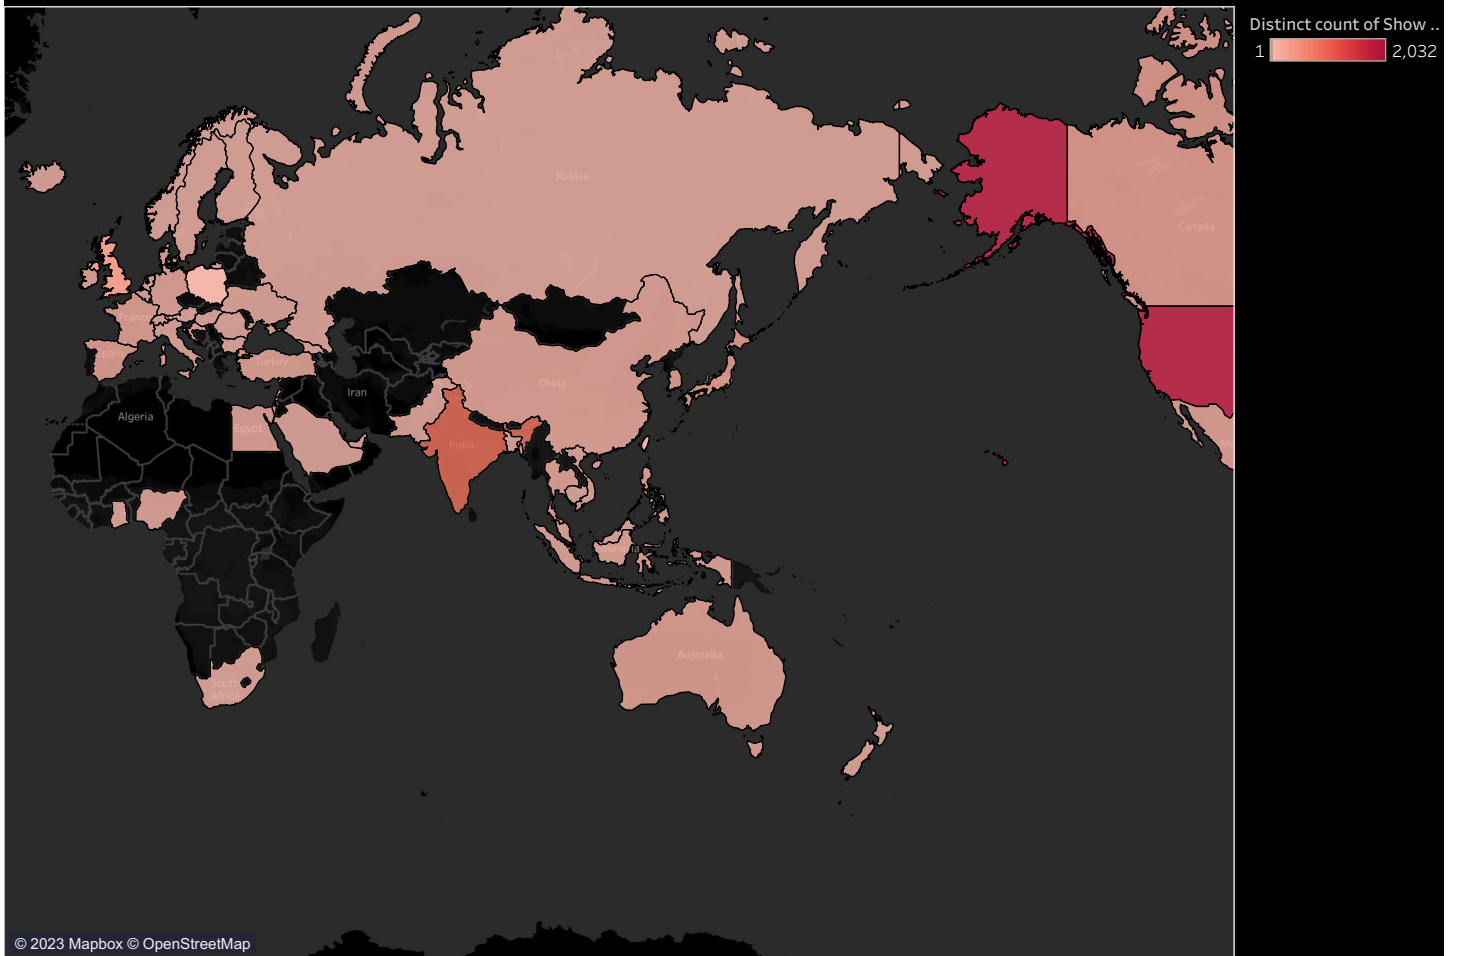 Distinct count of Show ..
1 2,032
Russia
Canada
France
Spain
Turkey
China
Iran
Algeria
Egypt
India
Indonesia
Australia
South
Africa
© 2023 Mapbox © OpenStreetMap